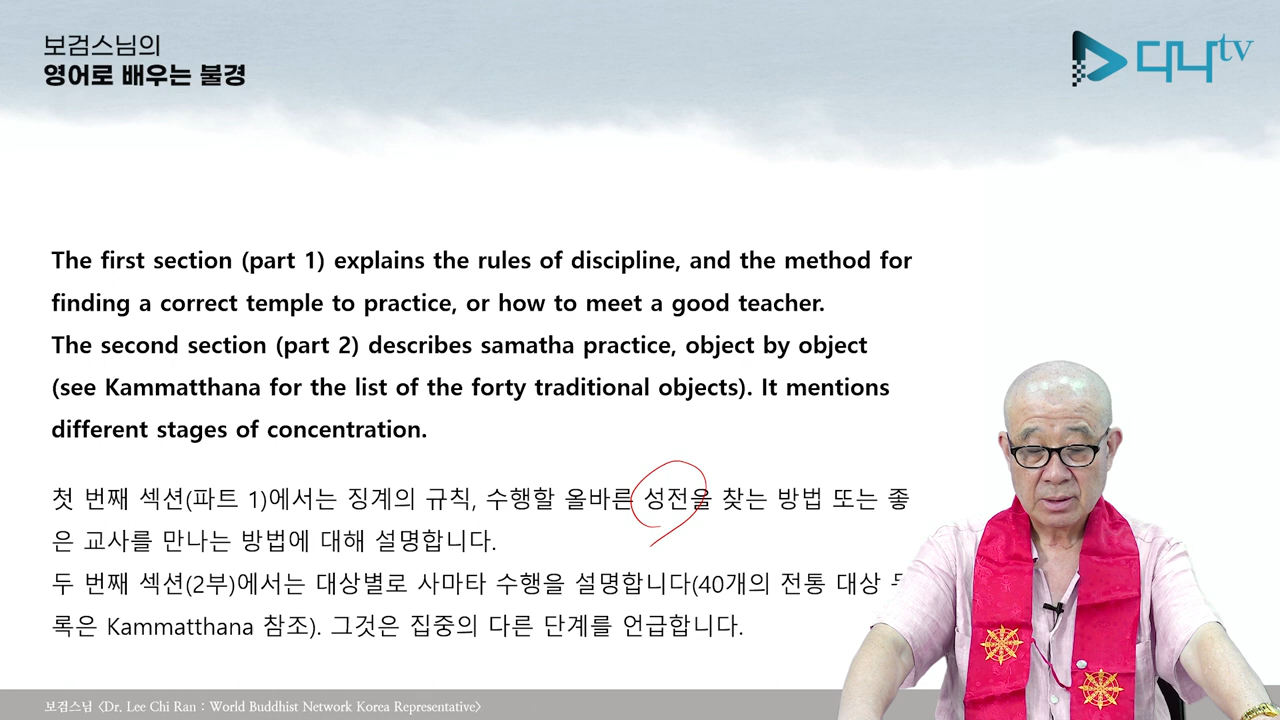 보검스님의
영어로 배우는 불경
디나tv
The first section (part 1) explains the rules of discipline, and the method for
finding a correct temple to practice, or how to meet a good teacher.
The second section (part 2) describes samatha practice, object by object
(see Kammatthana for the list of the forty traditional objects). It mentions
different stages of concentration.
첫 번째 섹션(파트 1)에서는 징계의 규칙, 수행할 올바른 성전을 찾는 방법 또는 좋
은 교사를 만나는 방법에 대해 설명합니다.
두 번째 섹션(2부)에서는 대상별로 사마타 수행을 설명합니다(40개의 전통 대상
록은 Kammatthana 참조). 그것은 집중의 다른 단계를 언급합니다.
보검스님 <Dr. Lee Chi Ran : World Buddhist Network Korea Representative>